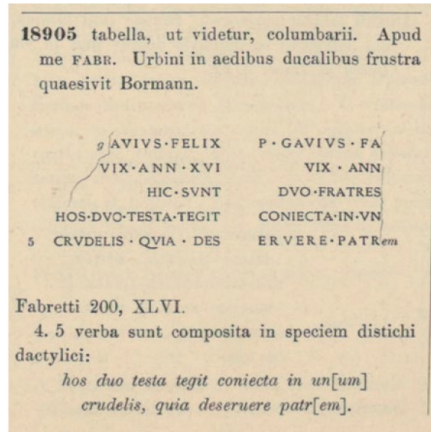 18905 tabella, ut videtur, columbarii. Apud
me FABR. Urbini in aedibus ducalibus frustra
quaesivit Bormann.
gAVIVS·FELIX P·GAVIVS·FA
VIX·ANN·XVI VIX·ANN
HIC·SVNT DVO·FRATRES
HOS·DVO·TESTA·TEGIT CONIECTA·IN·VN
5 CRVDELIS·QVIA·DES ERVERE·PATRem
Fabretti 200, XLVI.
4. 5 verba sunt composita in speciem distichi
dactylici:
hos duo testa tegit coniecta in un[um]
crudelis, quia deseruere patr[em].